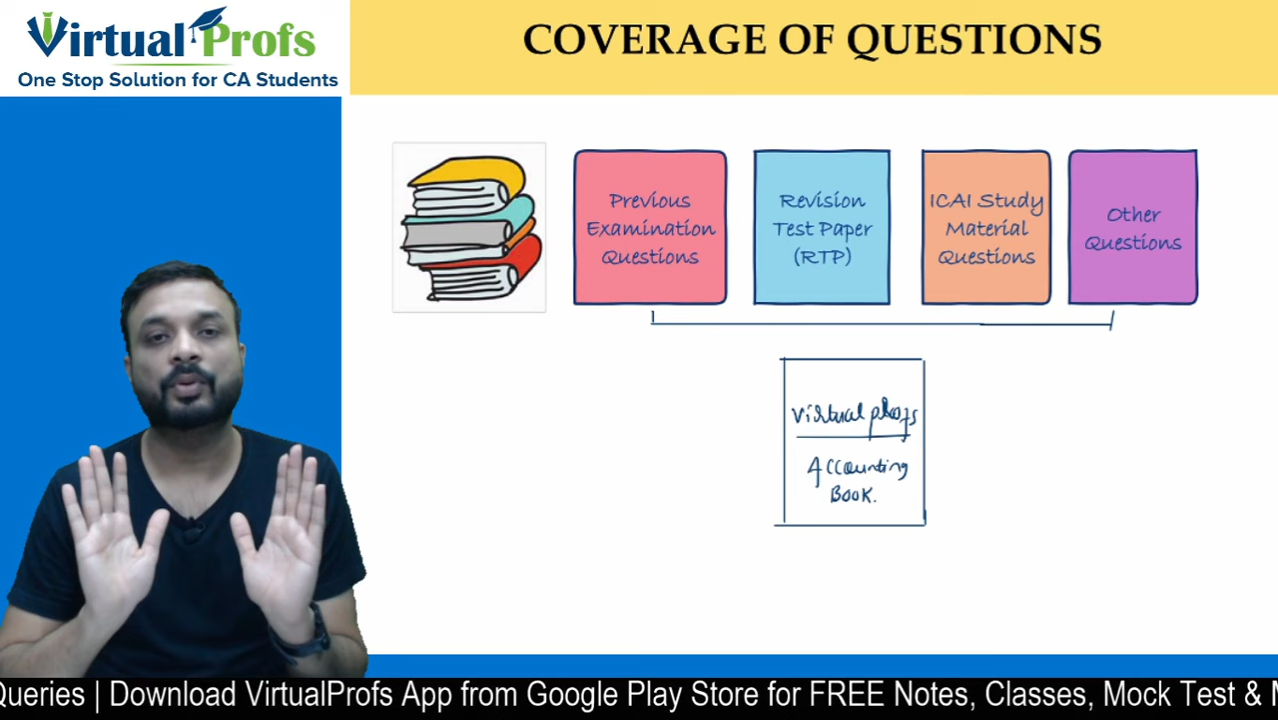 VirtualProfs
One Stop Solution for CA Students
COVERAGE OF QUESTIONS
Previous
Examination
Questions
Revision
Test Paper
(RTP)
ICAI Study
Material
Questions
Other
Questions
Virtual profs
Accounting
Book.
Queries | Download VirtualProfs App from Google Play Store for FREE Notes, Classes, Mock Test &